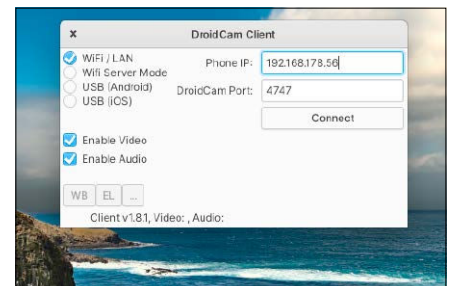 x DroidCam Client
WiFi / LAN
Wifi Server Mode
USB (Android)
USB (iOS)
Phone IP: 192.168.178.56
DroidCam Port: 4747
Connect
Enable Video
Enable Audio
WB EL ...
Client v1.8.1, Video: , Audio: